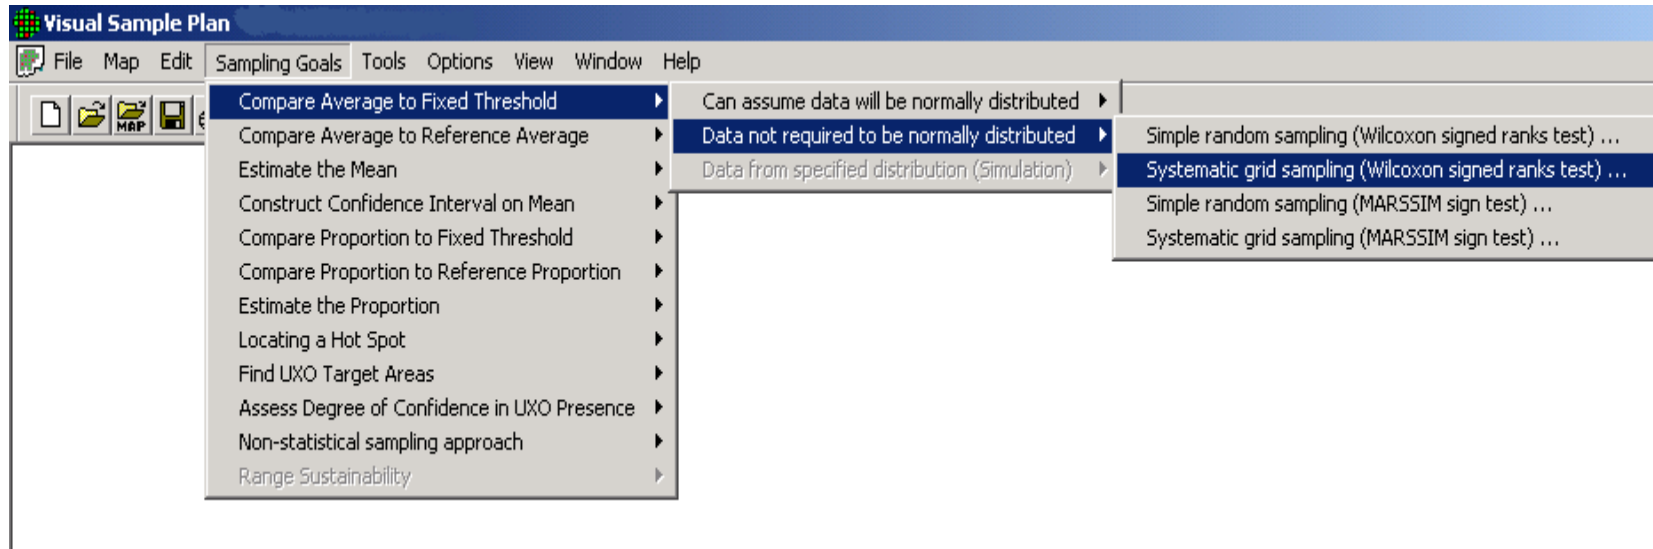 Visual Sample Plan
File Map Edit Sampling Goals Tools Options View Window Help
MAP
Compare Average to Fixed Threshold
Compare Average to Reference Average
Estimate the Mean
Construct Confidence Interval on Mean
Compare Proportion to Fixed Threshold
Compare Proportion to Reference Proportion
Estimate the Proportion
Locating a Hot Spot
Find UXO Target Areas
Assess Degree of Confidence in UXO Presence
Non-statistical sampling approach
Range Sustainability
Can assume data will be normally distributed
Data not required to be normally distributed
Data from specified distribution (Simulation)
Simple random sampling (Wilcoxon signed ranks test) ...
Systematic grid sampling (Wilcoxon signed ranks test) ...
Simple random sampling (MARSSIM sign test) ...
Systematic grid sampling (MARSSIM sign test) ...